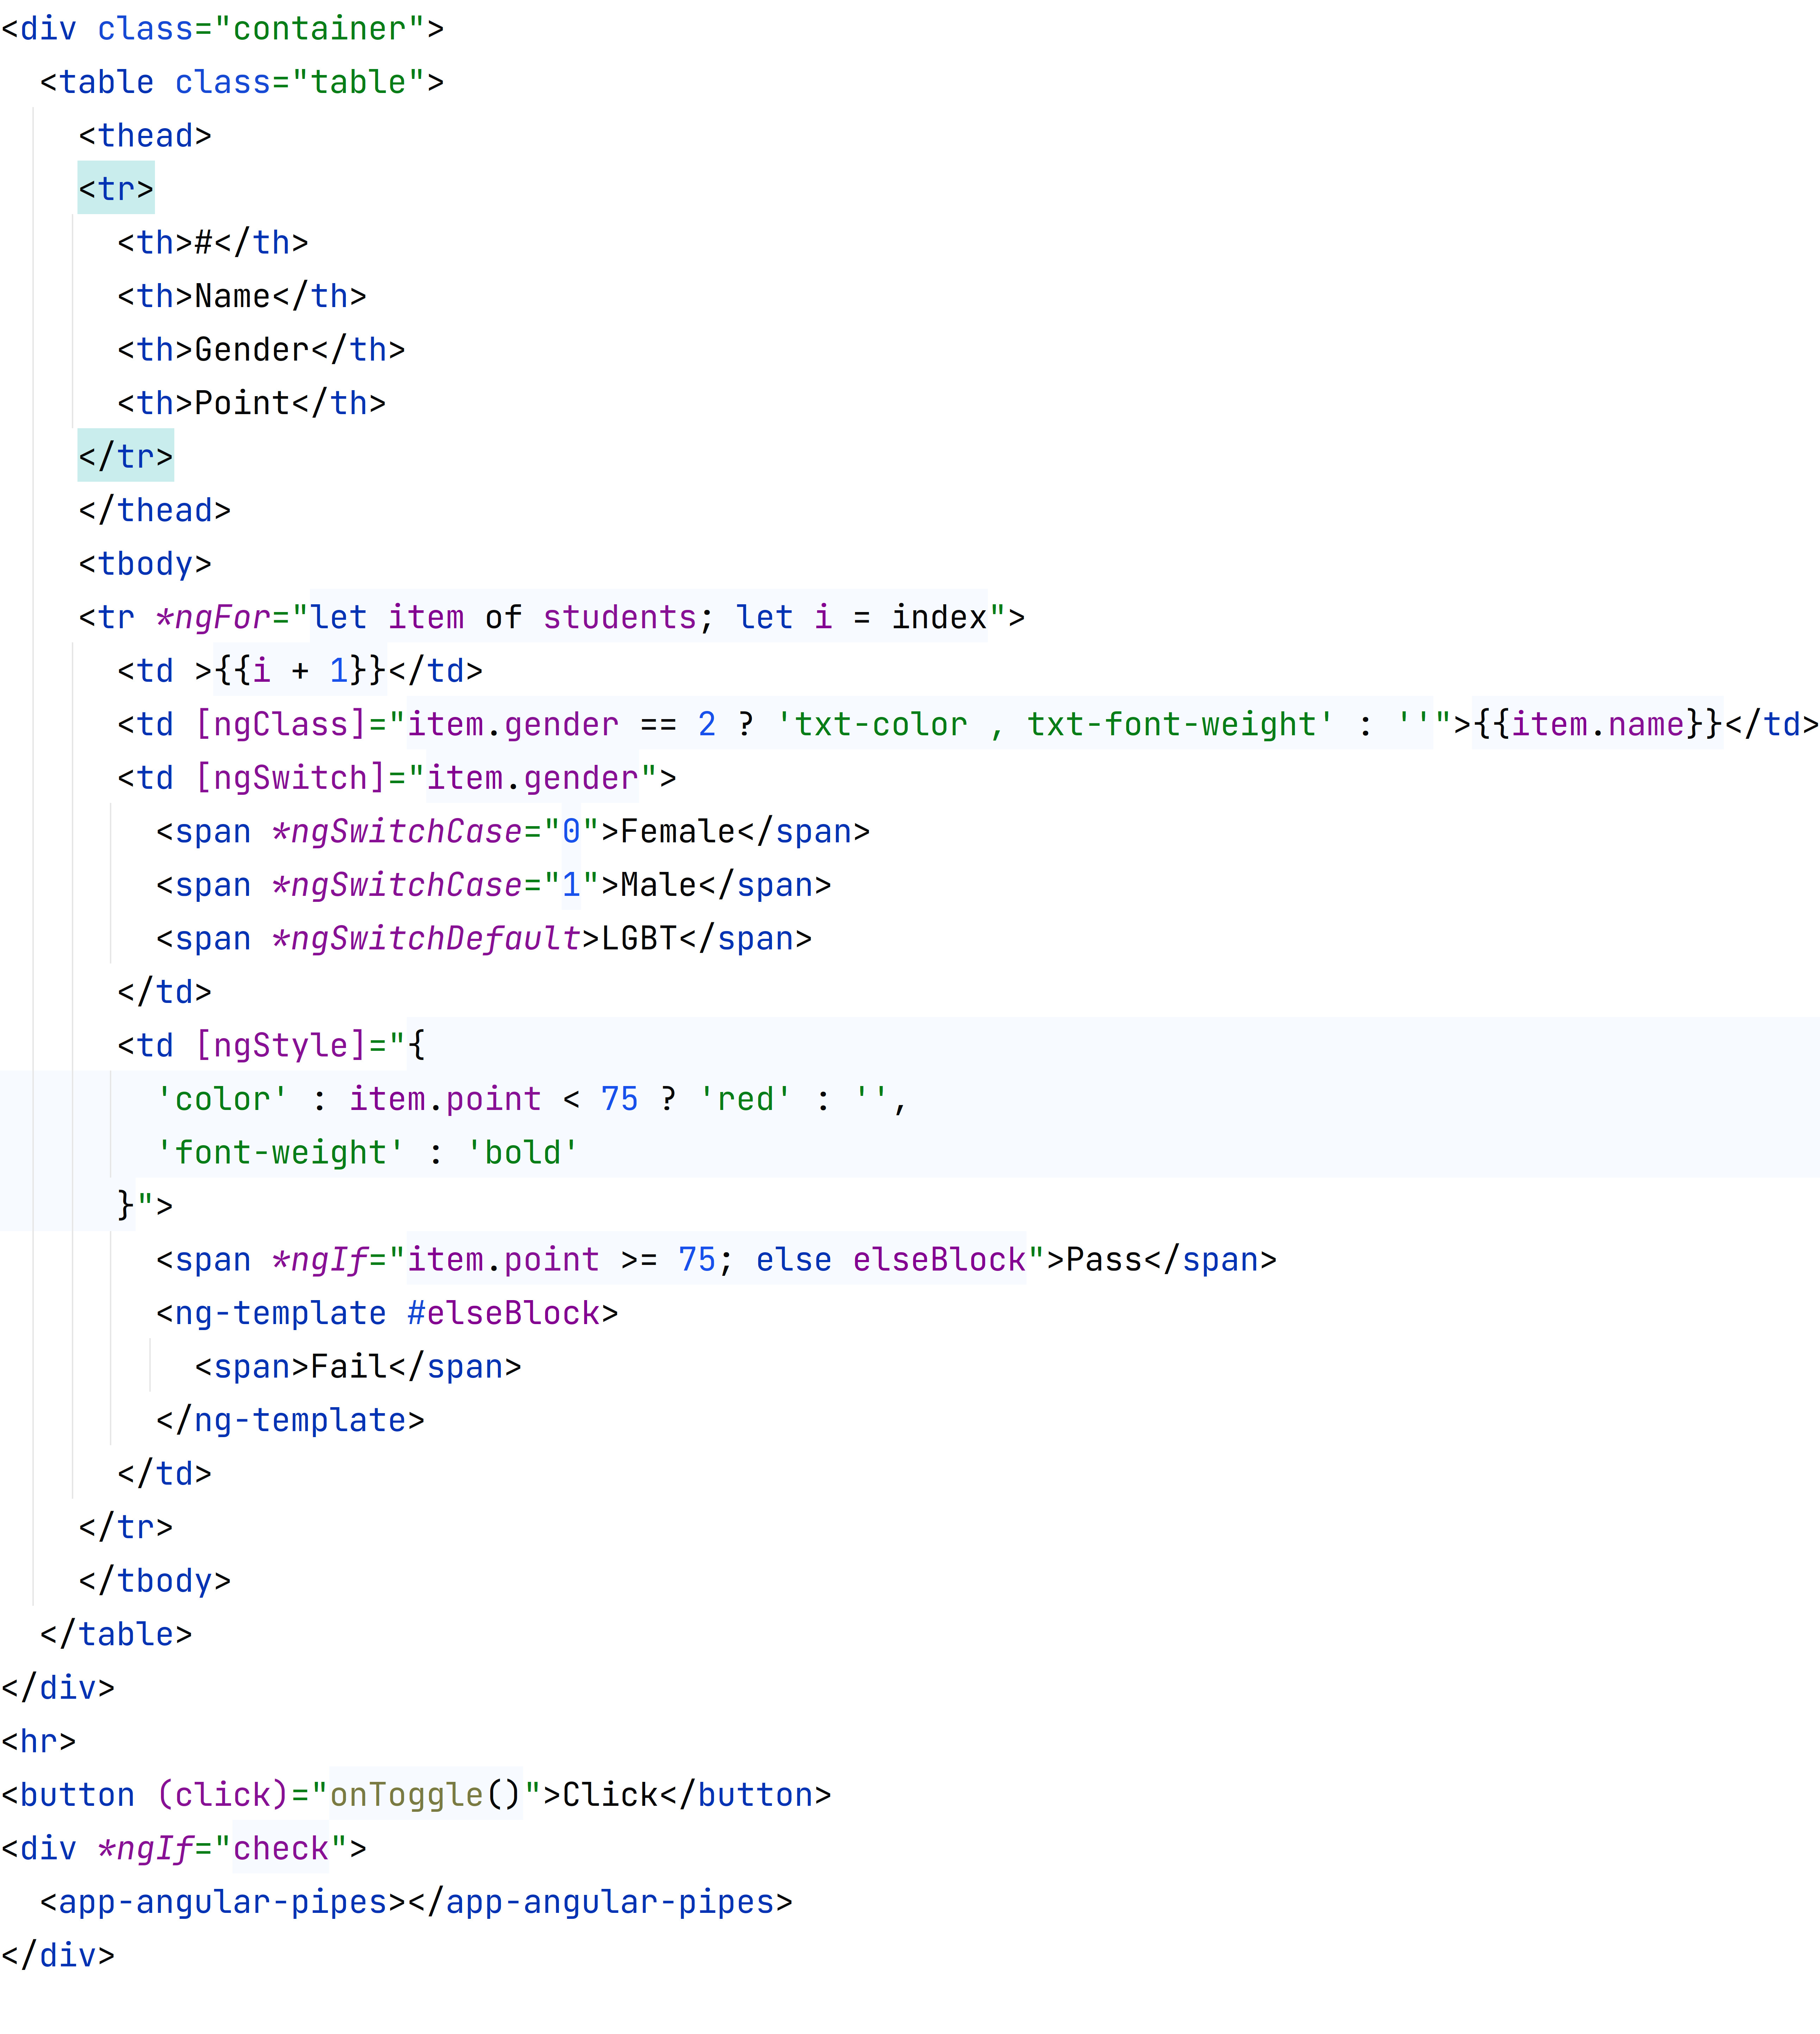 <div class="container">
  <table class="table">
    <thead>
    <tr>
      <th>#</th>
      <th>Name</th>
      <th>Gender</th>
      <th>Point</th>
    </tr>
    </thead>
    <tbody>
    <tr *ngFor="let item of students; let i = index">
      <td >{{i + 1}}</td>
      <td [ngClass]="item.gender == 2 ? 'txt-color , txt-font-weight' : ''">{{item.name}}</td>
      <td [ngSwitch]="item.gender">
        <span *ngSwitchCase="0">Female</span>
        <span *ngSwitchCase="1">Male</span>
        <span *ngSwitchDefault>LGBT</span>
      </td>
      <td [ngStyle]="{
        'color' : item.point < 75 ? 'red' : '',
        'font-weight' : 'bold'
      }">
        <span *ngIf="item.point >= 75; else elseBlock">Pass</span>
        <ng-template #elseBlock>
          <span>Fail</span>
        </ng-template>
      </td>
    </tr>
    </tbody>
  </table>
</div>
<hr>
<button (click)="onToggle()">Click</button>
<div *ngIf="check">
  <app-angular-pipes></app-angular-pipes>
</div>